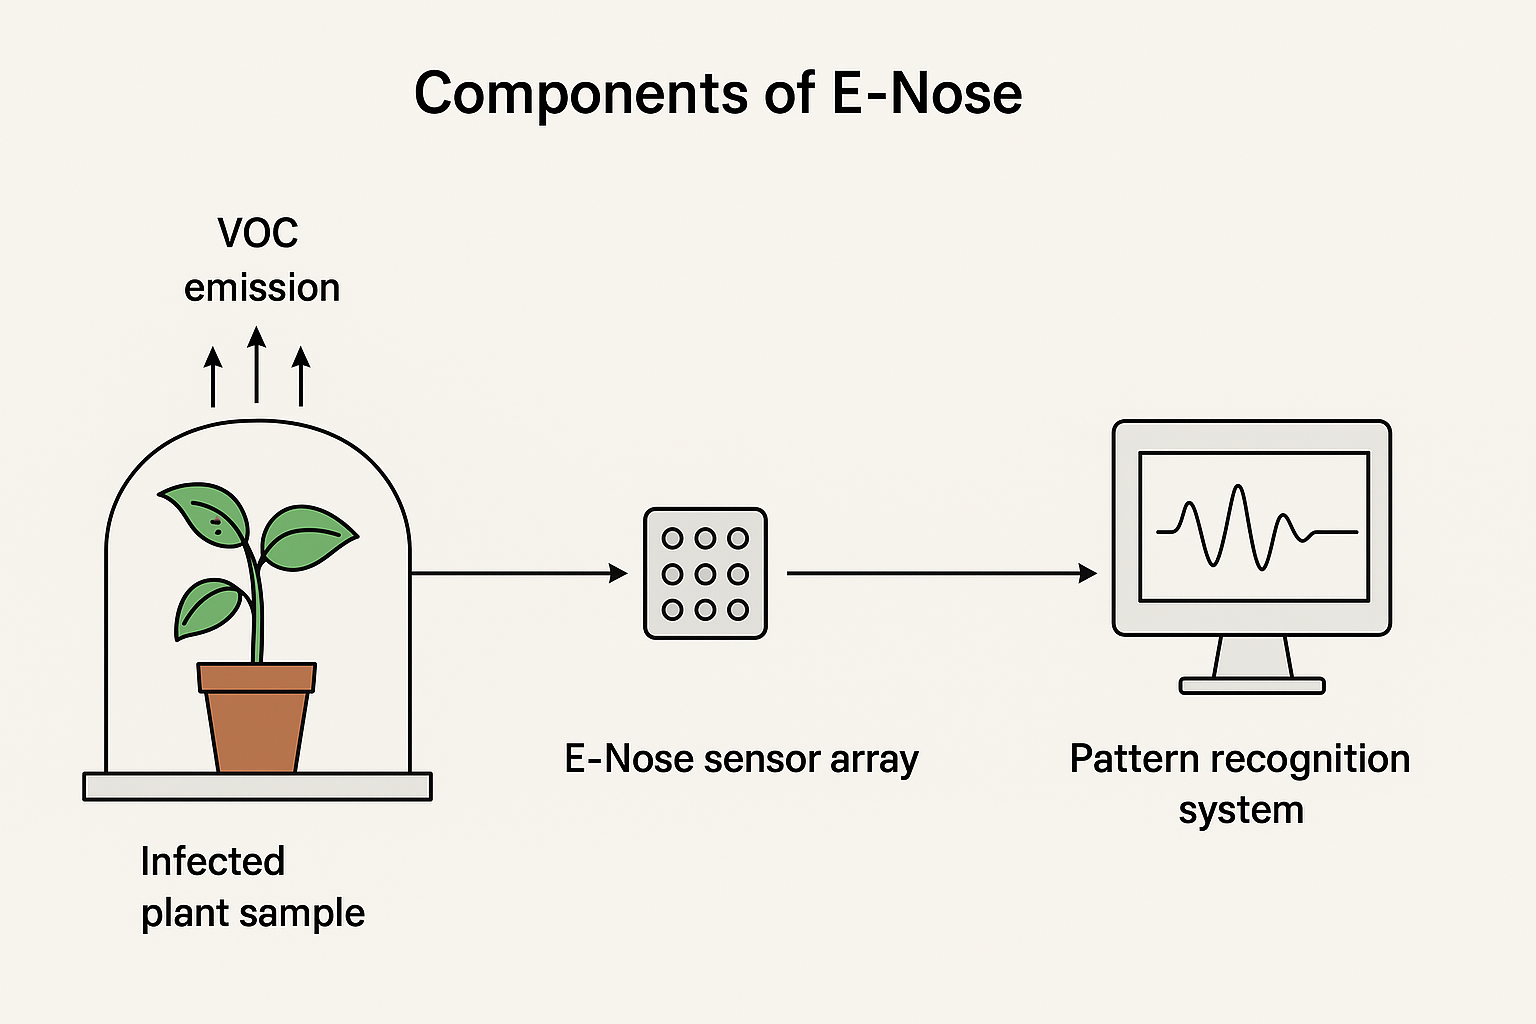 Components of E-Nose
VOC
emission
E-Nose sensor array
Pattern recognition
system
Infected
plant sample